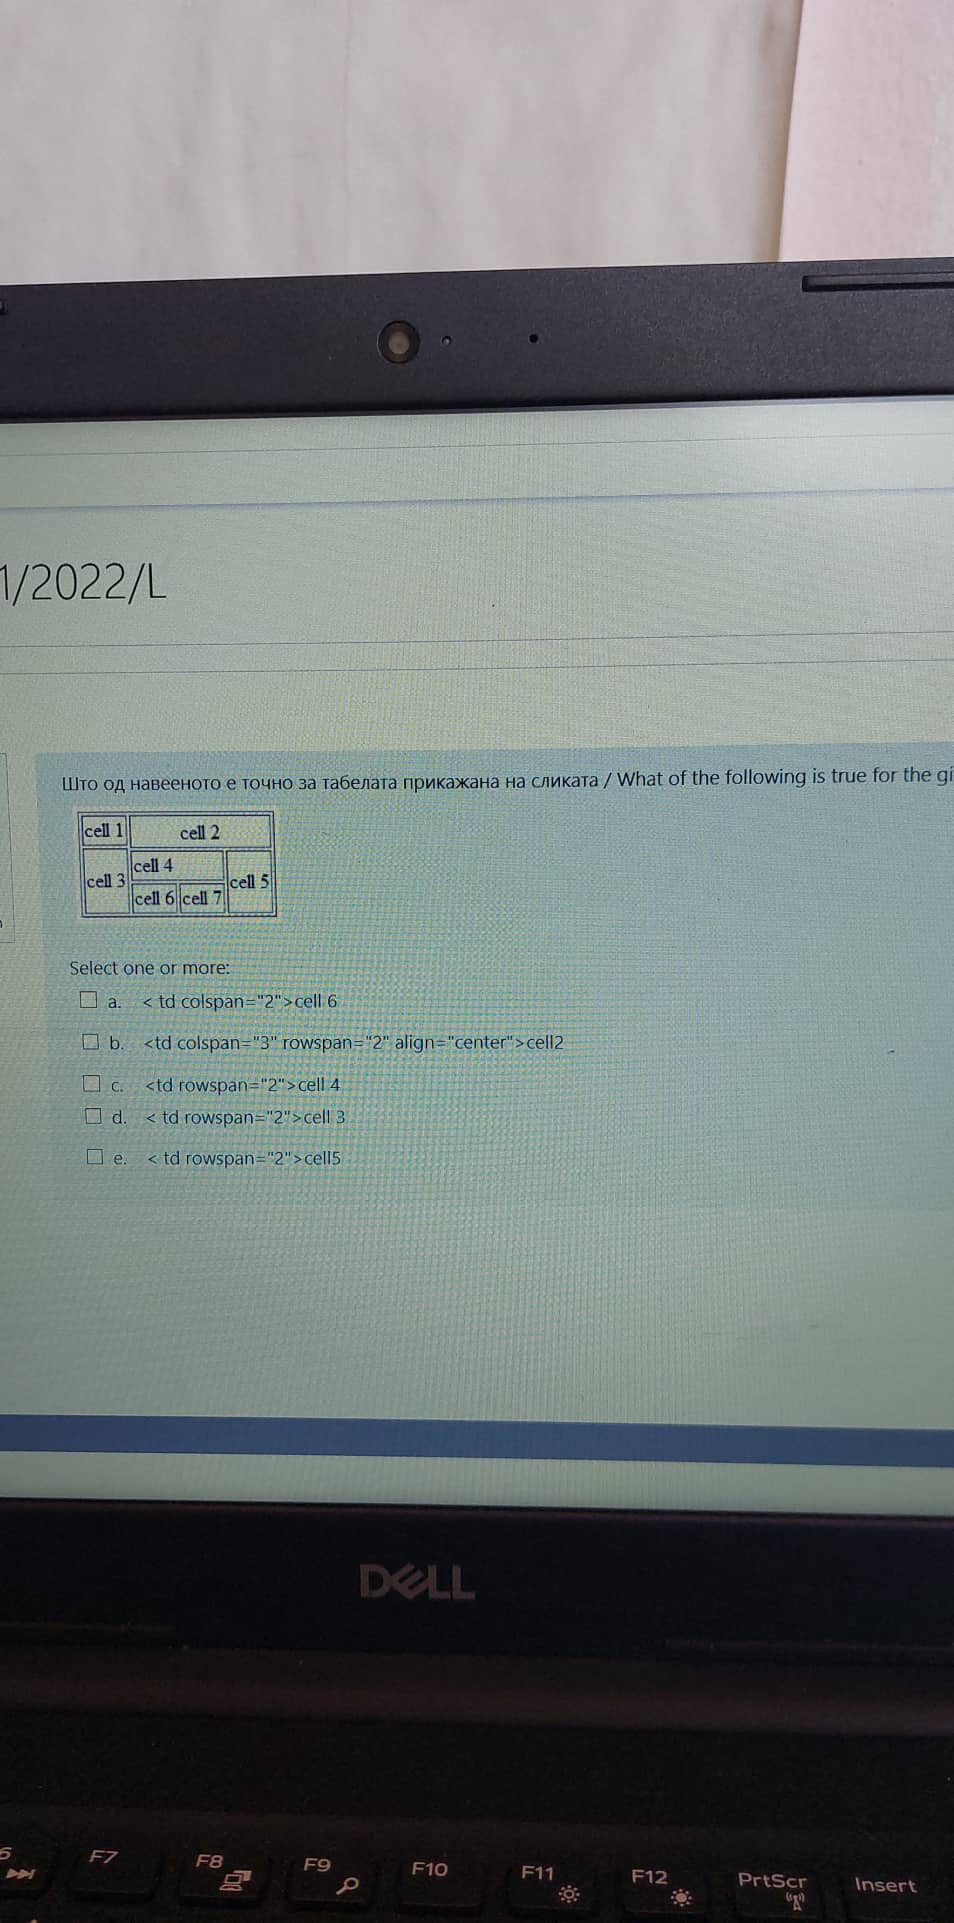 1/2022/L
Што од навееното е точно за табелата прикажана на сликата / What of the following is true for the gi
cell 1 cell 2
cell 4
cell 3 cell 5
cell 6 cell 7
Select one or more:
a. < td colspan="2">cell 6
b. <td colspan="3" rowspan="2" align="center">cell2
c. <td rowspan="2">cell 4
d. < td rowspan="2">cell 3
e. < td rowspan="2">cell5
DELL
6 F7 F8 F9 F10 F11 F12 PrtScr Insert